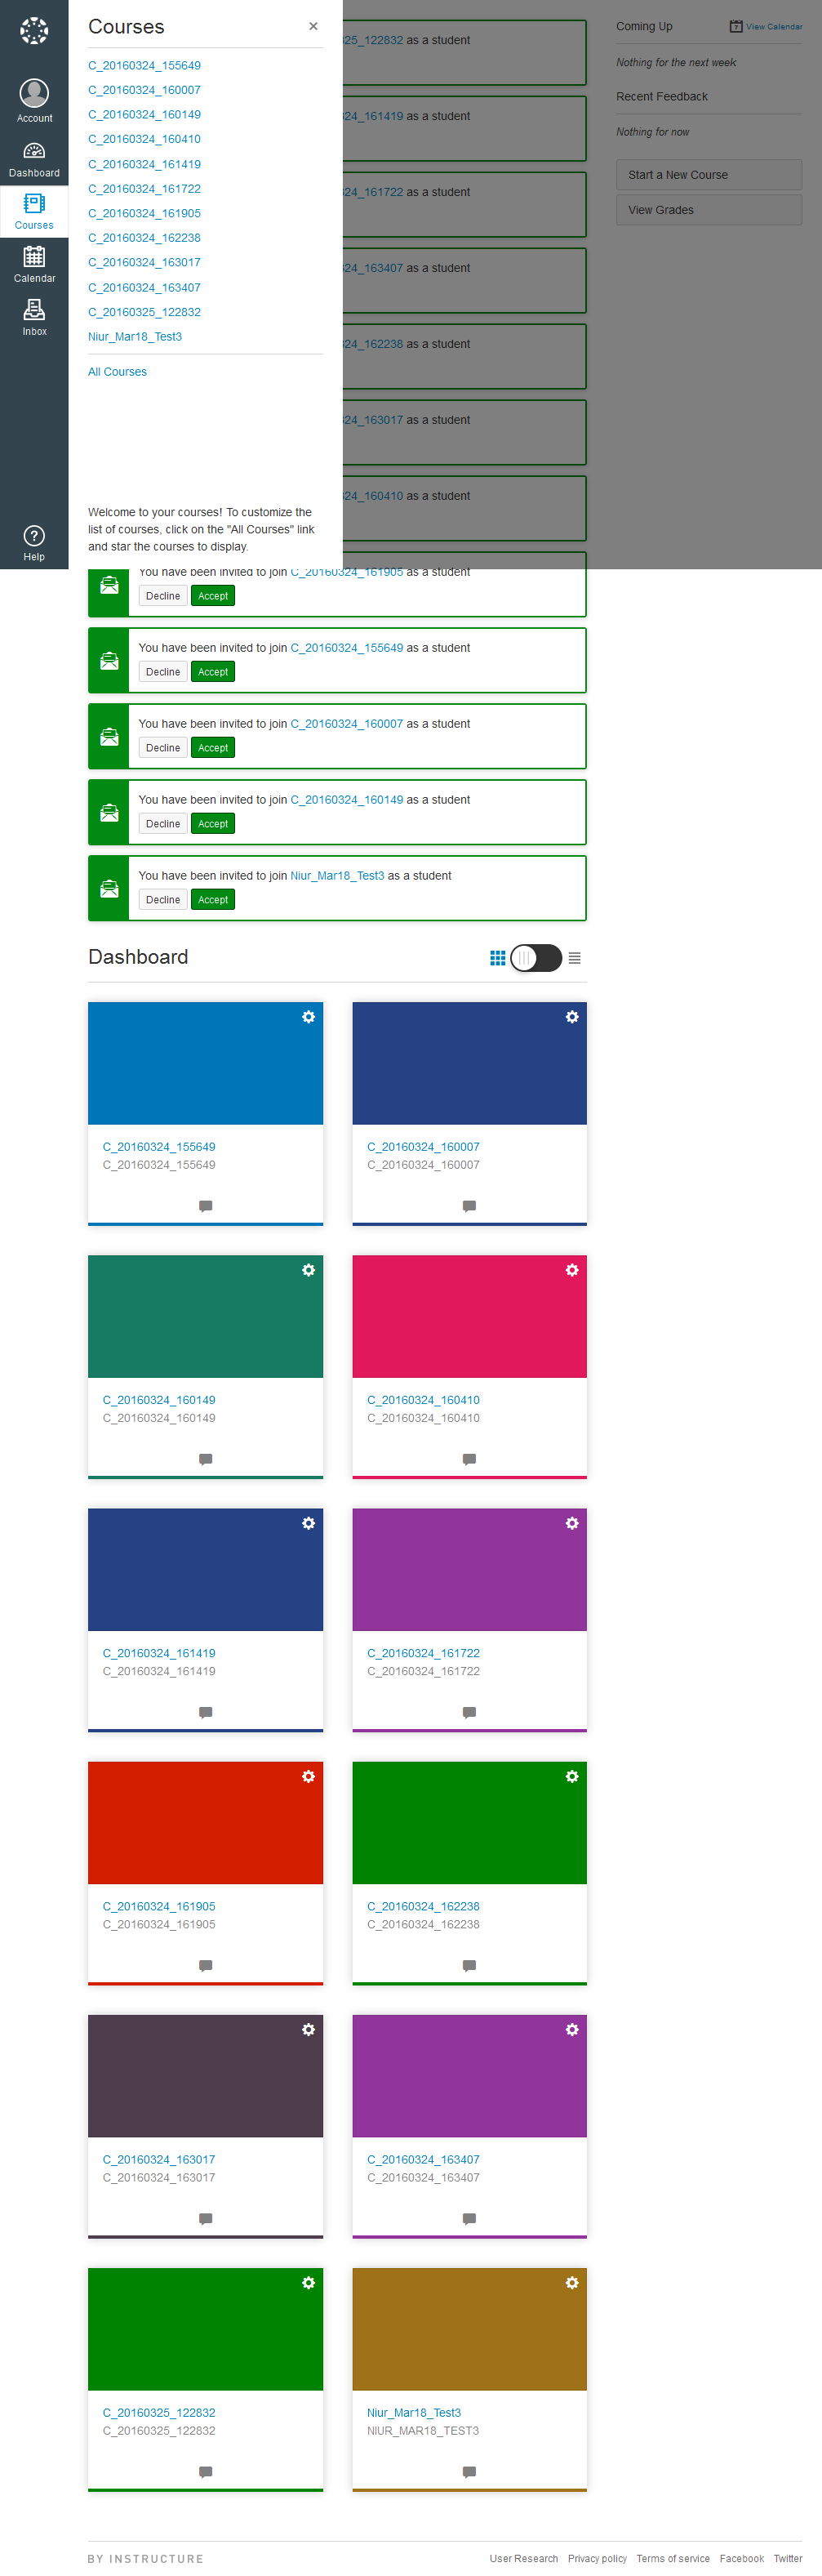 Account
Dashboard
Courses
Calendar
Inbox
Help
Courses
C_20160324_155649
C_20160324_160007
C_20160324_160149
C_20160324_160410
C_20160324_161419
C_20160324_161722
C_20160324_161905
C_20160324_162238
C_20160324_163017
C_20160324_163407
C_20160325_122832
Niur_Mar18_Test3
All Courses
Welcome to your courses! To customize the
list of courses, click on the "All Courses" link
and star the courses to display.
25_122832 as a student
24_161419 as a student
24_161722 as a student
24_163407 as a student
24_162238 as a student
24_163017 as a student
24_160410 as a student
Coming Up
7 View Calendar
Nothing for the next week
Recent Feedback
Nothing for now
Start a New Course
View Grades
You have been invited to join C_20160324_161905 as a student
Decline Accept
You have been invited to join C_20160324_155649 as a student
Decline Accept
You have been invited to join C_20160324_160007 as a student
Decline Accept
You have been invited to join C_20160324_160149 as a student
Decline Accept
You have been invited to join Niur_Mar18_Test3 as a student
Decline Accept
Dashboard
C_20160324_155649
C_20160324_155649
C_20160324_160007
C_20160324_160007
C_20160324_160149
C_20160324_160149
C_20160324_160410
C_20160324_160410
C_20160324_161419
C_20160324_161419
C_20160324_161722
C_20160324_161722
C_20160324_161905
C_20160324_161905
C_20160324_162238
C_20160324_162238
C_20160324_163017
C_20160324_163017
C_20160324_163407
C_20160324_163407
C_20160325_122832
C_20160325_122832
Niur_Mar18_Test3
NIUR_MAR18_TEST3
BY INSTRUCTURE
User Research Privacy policy Terms of service Facebook Twitter